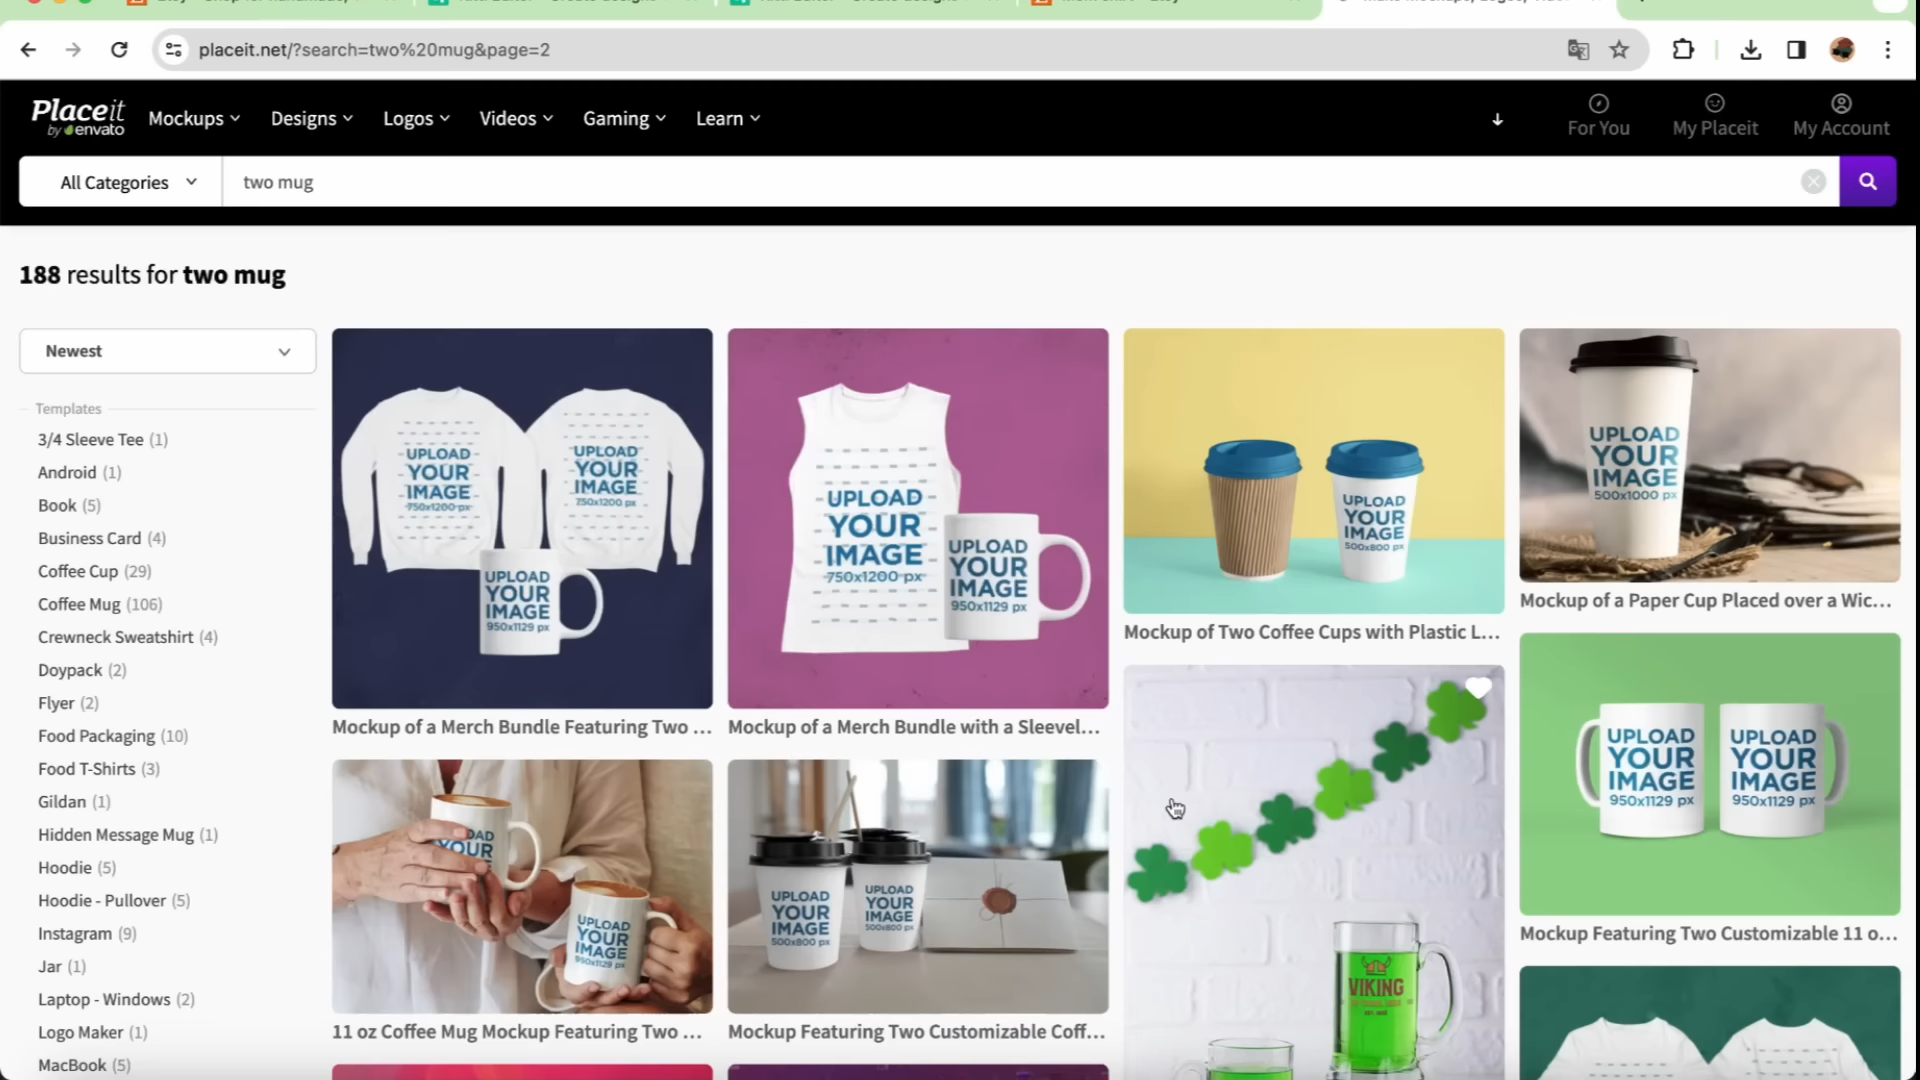 placeit.net/?search=two%20mug&page=2
Placeit
by envato
Mockups
Designs
Logos
Videos
Gaming
Learn
For You
My Placeit
My Account
All Categories
two mug
188 results for two mug
Newest
Templates
3/4 Sleeve Tee (1)
Android (1)
Book (5)
Business Card (4)
Coffee Cup (29)
Coffee Mug (106)
Crewneck Sweatshirt (4)
Doypack (2)
Flyer (2)
Food Packaging (10)
Food T-Shirts (3)
Gildan (1)
Hidden Message Mug (1)
Hoodie (5)
Hoodie - Pullover (5)
Instagram (9)
Jar (1)
Laptop - Windows (2)
Logo Maker (1)
MacBook (5)
UPLOAD
YOUR
IMAGE
750x1200 px
UPLOAD
YOUR
IMAGE
750x1200 px
UPLOAD
YOUR
IMAGE
950x1129 px
Mockup of a Merch Bundle Featuring Two ...
UPLOAD
YOUR
IMAGE
750x1200 px
UPLOAD
YOUR
IMAGE
950x1129 px
Mockup of a Merch Bundle with a Sleevel...
UPLOAD
YOUR
IMAGE
500x800 px
Mockup of Two Coffee Cups with Plastic L...
UPLOAD
YOUR
IMAGE
500x1000 px
Mockup of a Paper Cup Placed over a Wic...
UPLOAD
YOUR
IMAGE
950x1129 px
UPLOAD
YOUR
IMAGE
950x1129 px
Mockup Featuring Two Customizable 11 o...
UPLOAD
YOUR
IMAGE
950x1129 px
11 oz Coffee Mug Mockup Featuring Two ...
UPLOAD
YOUR
IMAGE
500x800 px
UPLOAD
YOUR
IMAGE
500x800 px
Mockup Featuring Two Customizable Coff...
VIKING